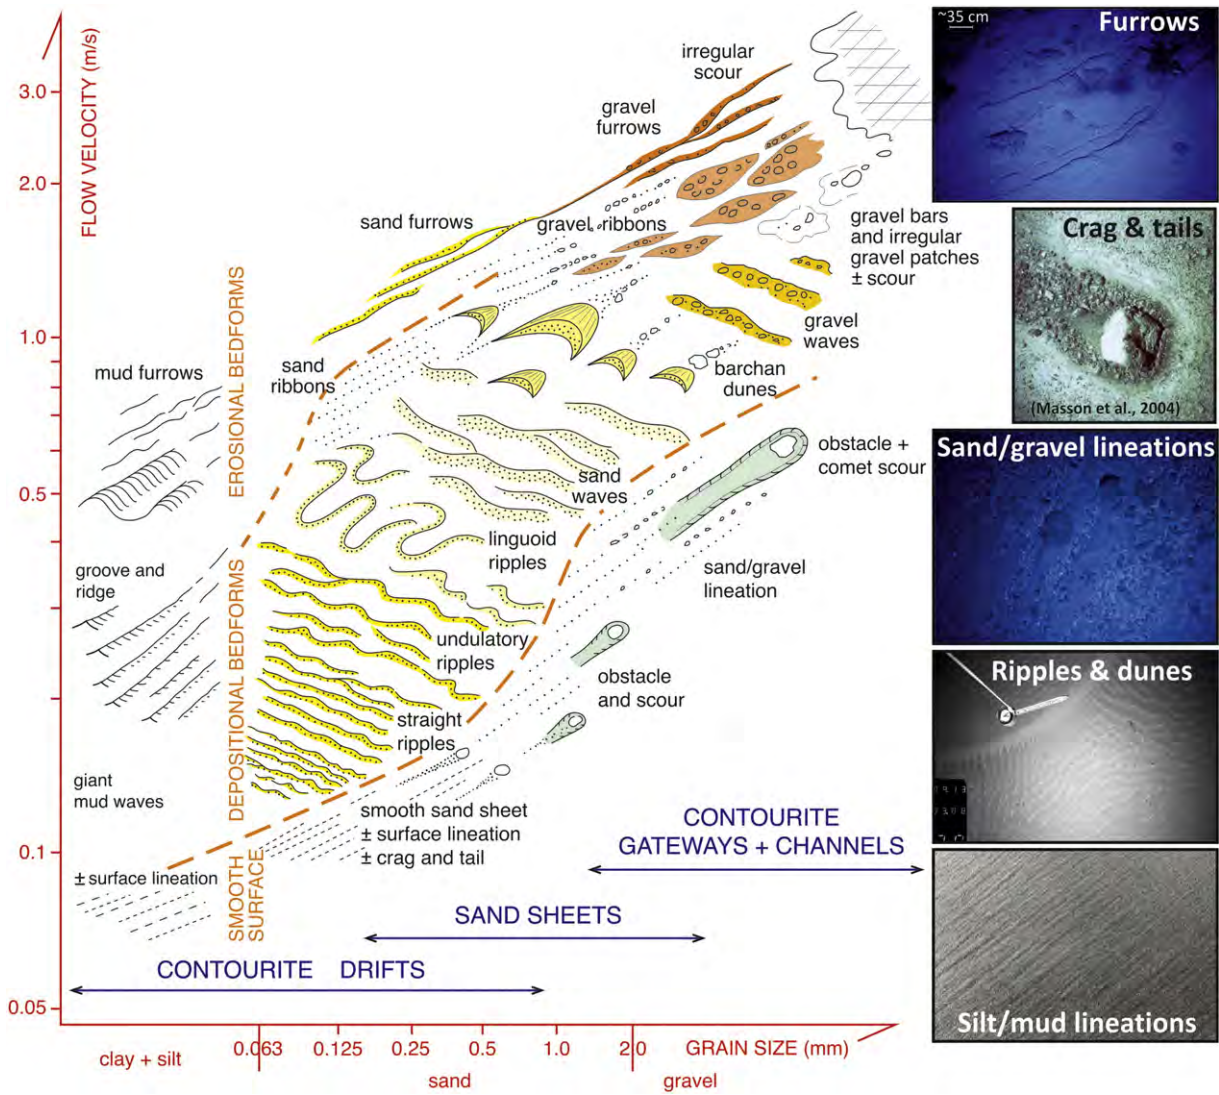 FLOW VELOCITY (m/s)
3.0
2.0
1.0
0.5
0.1
0.05
irregular
scour
gravel
furrows
sand furrows
gravel ribbons
gravel bars
and irregular
gravel patches
± scour
gravel
waves
barchan
dunes
sand
ribbons
mud furrows
EROSIONAL BEDFORMS
obstacle +
comet scour
sand
waves
linguoid
ripples
groove and
ridge
DEPOSITIONAL BEDFORMS
sand/gravel
lineation
undulatory
ripples
obstacle
and scour
straight
ripples
giant
mud waves
smooth sand sheet
± surface lineation
± crag and tail
CONTOURITE
GATEWAYS + CHANNELS
± surface lineation
SMOOTH
SURFACE
SAND SHEETS
CONTOURITE DRIFTS
clay + silt
0.063
0.125
0.25
0.5
1.0
2.0
GRAIN SIZE (mm)
sand
gravel
~35 cm
Furrows
Crag & tails
(Masson et al., 2004)
Sand/gravel lineations
Ripples & dunes
Silt/mud lineations